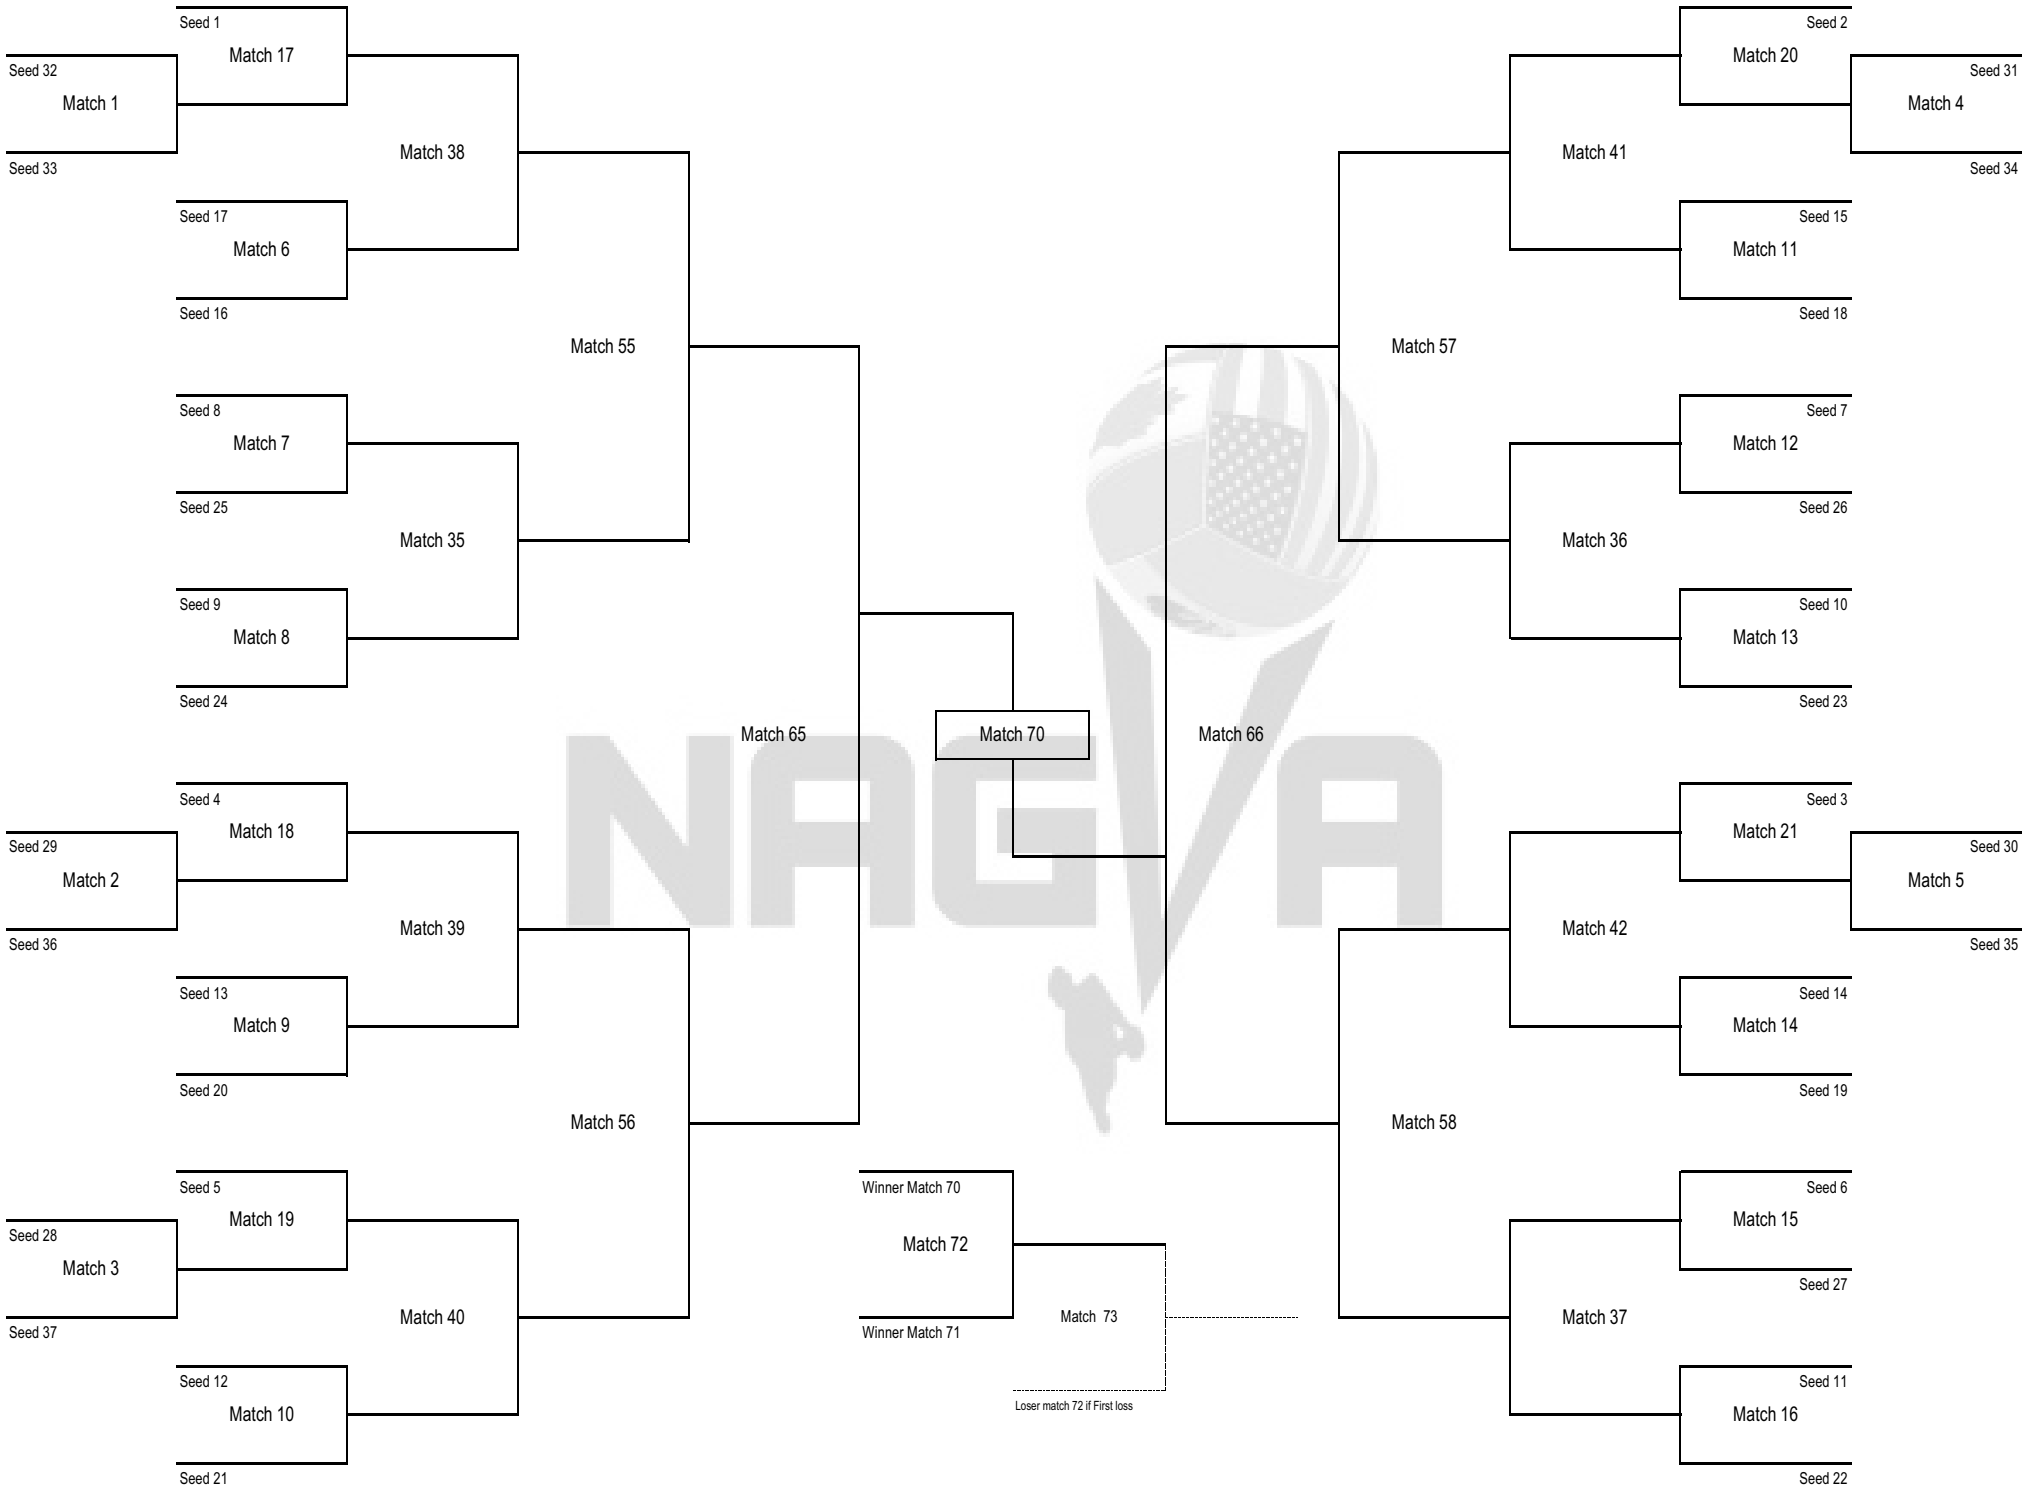 Seed 1
Match 17
Seed 32
Match 1
Seed 33
Match 38
Seed 17
Match 6
Seed 16
Match 55
Seed 8
Match 7
Seed 25
Match 35
Seed 9
Match 8
Seed 24
Match 65
Seed 4
Match 18
Seed 29
Match 2
Seed 36
Match 39
Seed 13
Match 9
Seed 20
Match 56
Seed 5
Match 19
Seed 28
Match 3
Seed 37
Match 40
Seed 12
Match 10
Seed 21
Match 70
NAGVA
Winner Match 70
Match 72
Winner Match 71
Match 73
Loser match 72 if First loss
Seed 2
Match 20
Seed 31
Match 4
Seed 34
Match 41
Seed 15
Match 11
Seed 18
Match 57
Seed 7
Match 12
Seed 26
Match 36
Seed 10
Match 13
Seed 23
Match 66
Seed 3
Match 21
Seed 30
Match 5
Seed 35
Match 42
Seed 14
Match 14
Seed 19
Match 58
Seed 6
Match 15
Seed 27
Match 37
Seed 11
Match 16
Seed 22